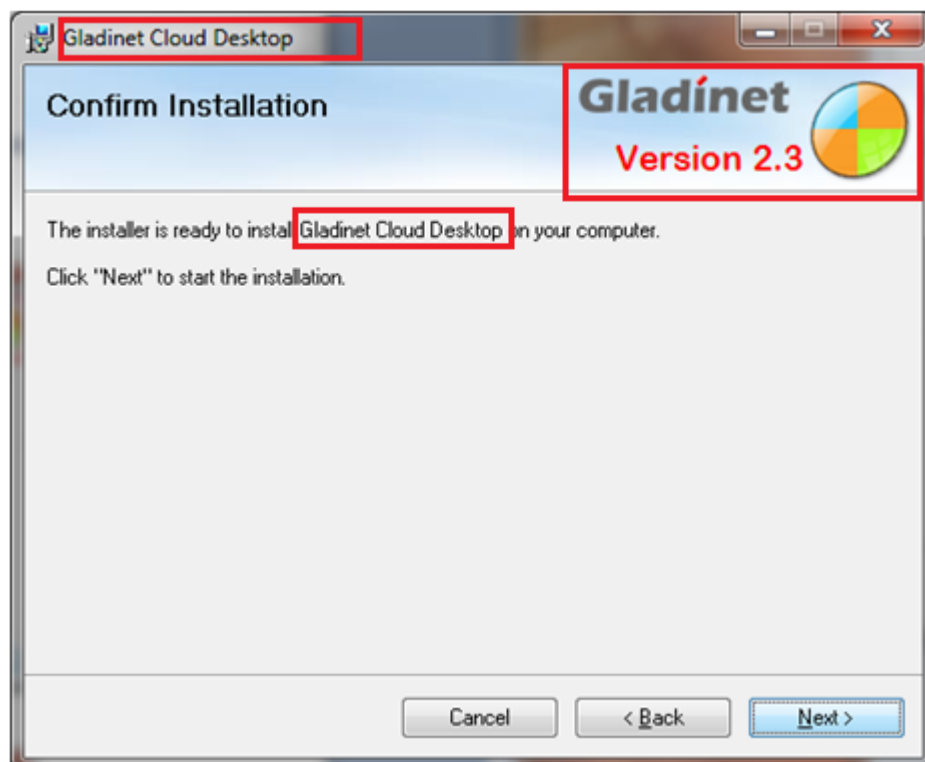 Gladinet Cloud Desktop
Confirm Installation
Gladínet
Version 2.3
The installer is ready to install Gladinet Cloud Desktop on your computer.
Click "Next" to start the installation.
Cancel
< Back
Next >